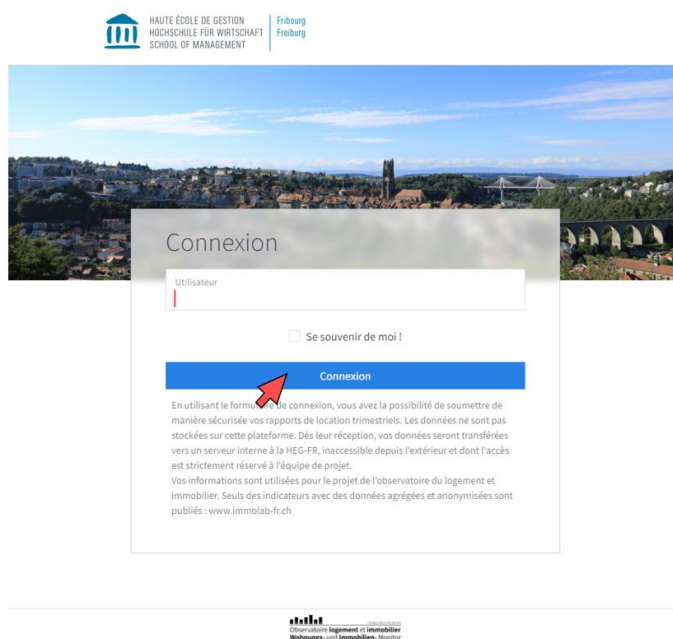 HAUTE ÉCOLE DE GESTION
HOCHSCHULE FÜR WIRTSCHAFT
SCHOOL OF MANAGEMENT
Fribourg
Freiburg
Connexion
Utilisateur
Se souvenir de moi !
Connexion
En utilisant le formulaire de connexion, vous avez la possibilité de soumettre de
manière sécurisée vos rapports de location trimestriels. Les données ne sont pas
stockées sur cette plateforme. Dès leur réception, vos données seront transférées
vers un serveur interne à la HEG-FR, inaccessible depuis l'extérieur et dont l'accès
est strictement réservé à l'équipe de projet.
Vos informations sont utilisées pour le projet de l'observatoire du logement et
immobilier. Seuls des indicateurs avec des données agrégées et anonymisées sont
publiés : www.immolab-fr.ch
Observatoire logement et immobilier
Wohnungs- und Immobilien- Monitor